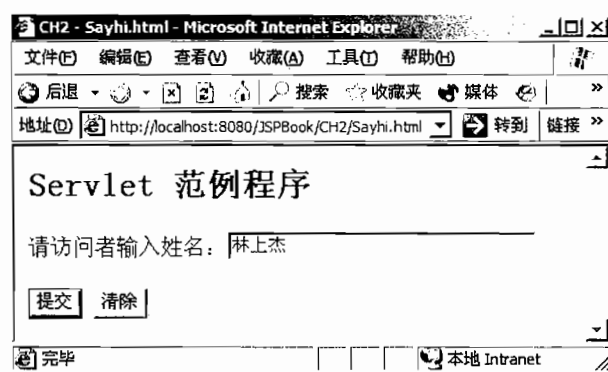 CH2 - Sayhi.html - Microsoft Internet Explorer
文件(F) 编辑(E) 查看(V) 收藏(A) 工具(T) 帮助(H)
后退 搜索 收藏夹 媒体 »
地址(D) http://localhost:8080/JSPBook/CH2/Sayhi.html 转到 链接 »
Servlet 范例程序
请访问者输入姓名：林上杰
提交 清除
完毕 本地 Intranet